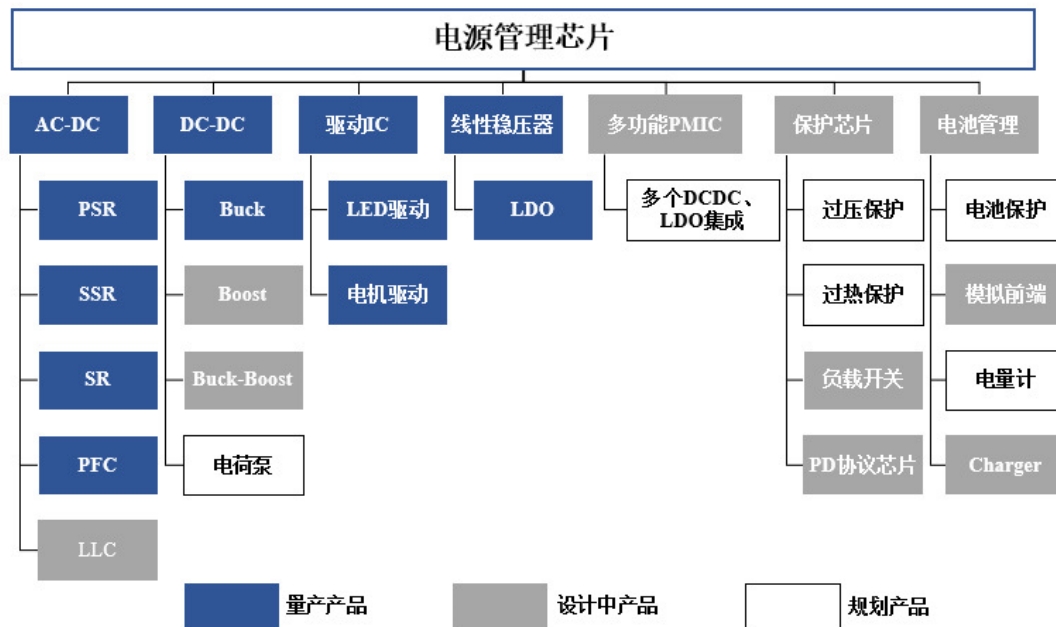 电源管理芯片
AC-DC
DC-DC
驱动IC
线性稳压器
多功能PMIC
保护芯片
电池管理
PSR
Buck
LED驱动
LDO
多个DCDC、
LDO集成
过压保护
电池保护
SSR
Boost
电机驱动
过热保护
模拟前端
SR
Buck-Boost
负载开关
电量计
PFC
电荷泵
PD协议芯片
Charger
LLC
量产产品
设计中产品
规划产品